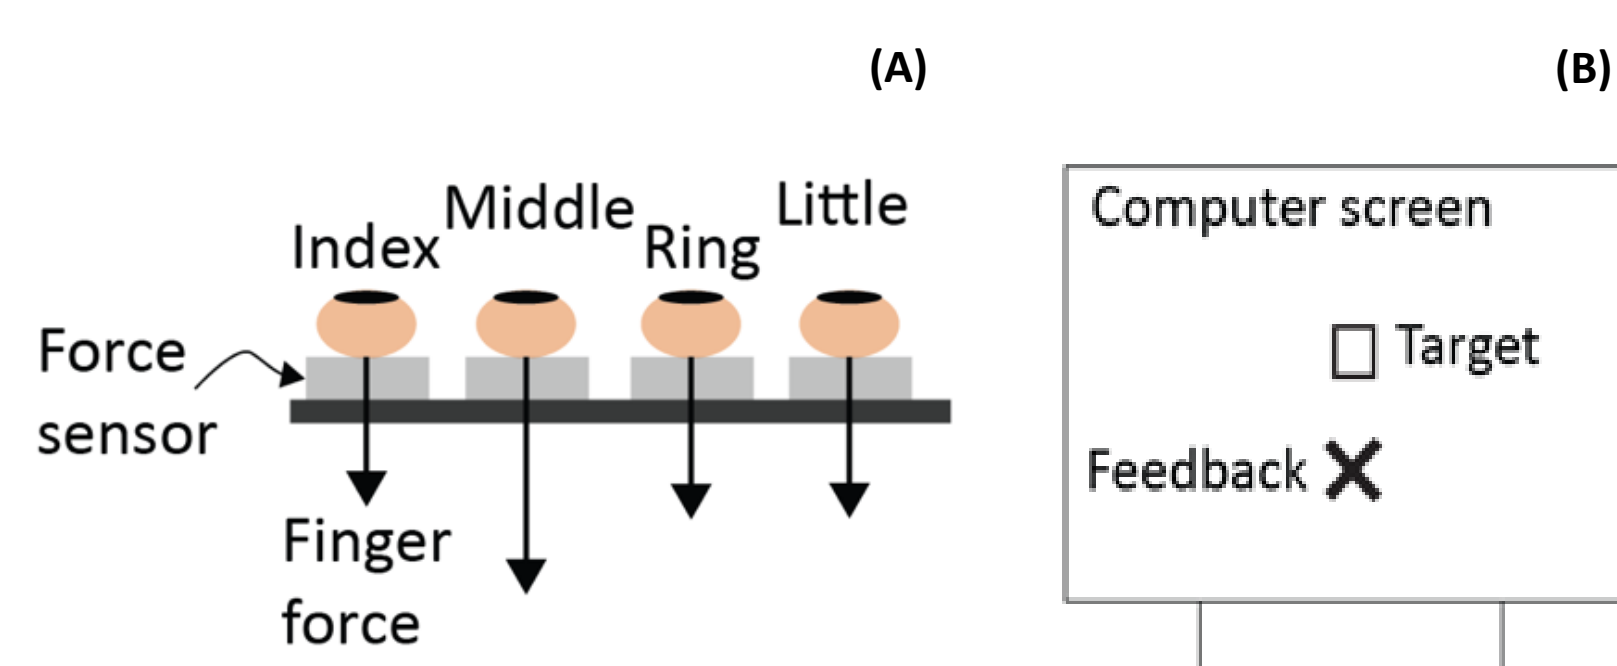 (A)
(B)
Index
Middle
Ring
Little
Force
sensor
Finger
force
Computer screen
Target
Feedback